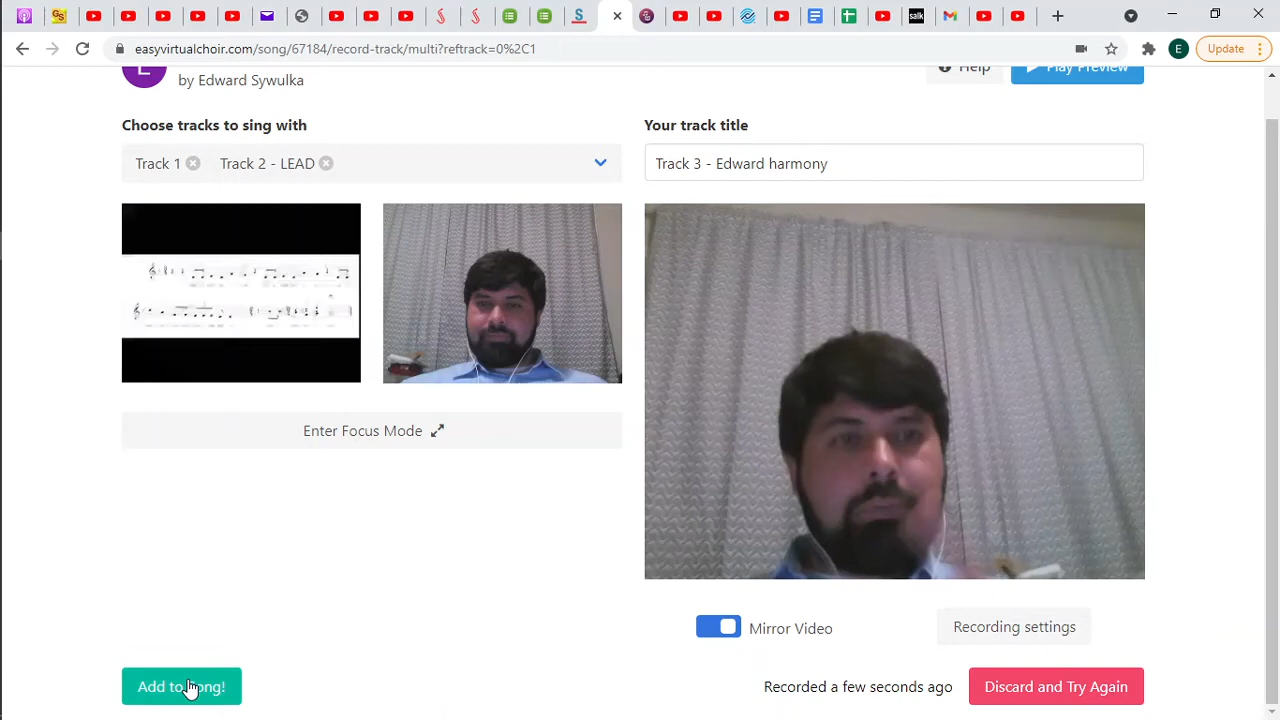 easyvirtualchoir.com/song/67184/record-track/multi?reftrack=0%2C1
E
Update
by Edward Sywulka
Help
Play Preview
Choose tracks to sing with
Your track title
Track 1
Track 2 - LEAD
Track 3 - Edward harmony
Enter Focus Mode
Mirror Video
Recording settings
Add to song!
Recorded a few seconds ago
Discard and Try Again